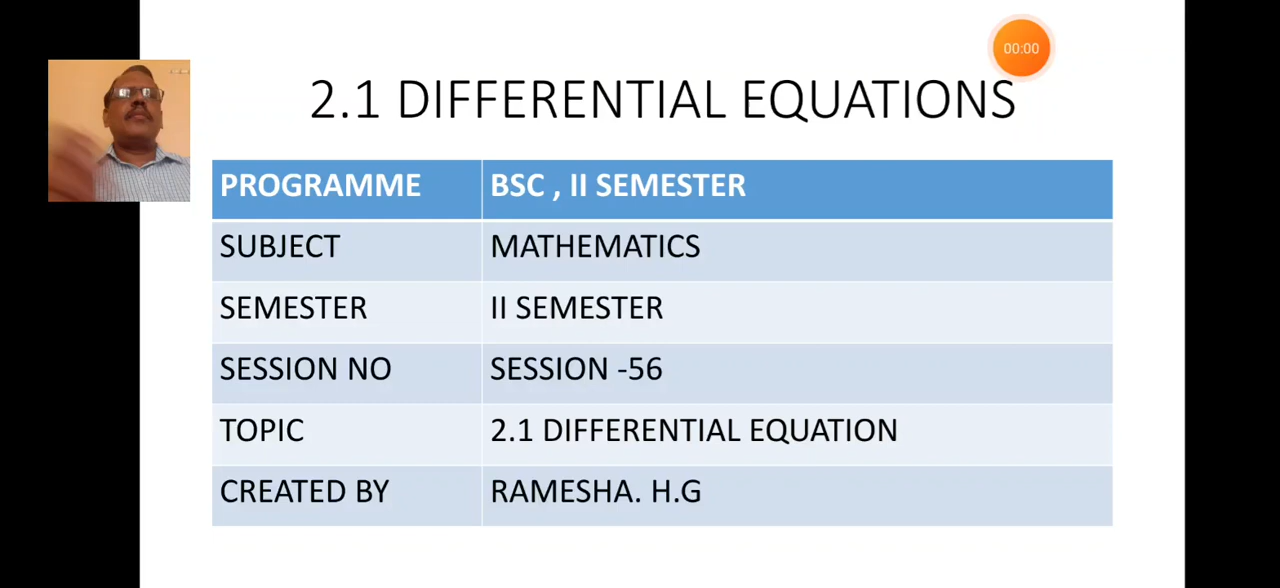 00:00
2.1 DIFFERENTIAL EQUATIONS
PROGRAMME BSC , II SEMESTER
SUBJECT MATHEMATICS
SEMESTER II SEMESTER
SESSION NO SESSION -56
TOPIC 2.1 DIFFERENTIAL EQUATION
CREATED BY RAMESHA. H.G